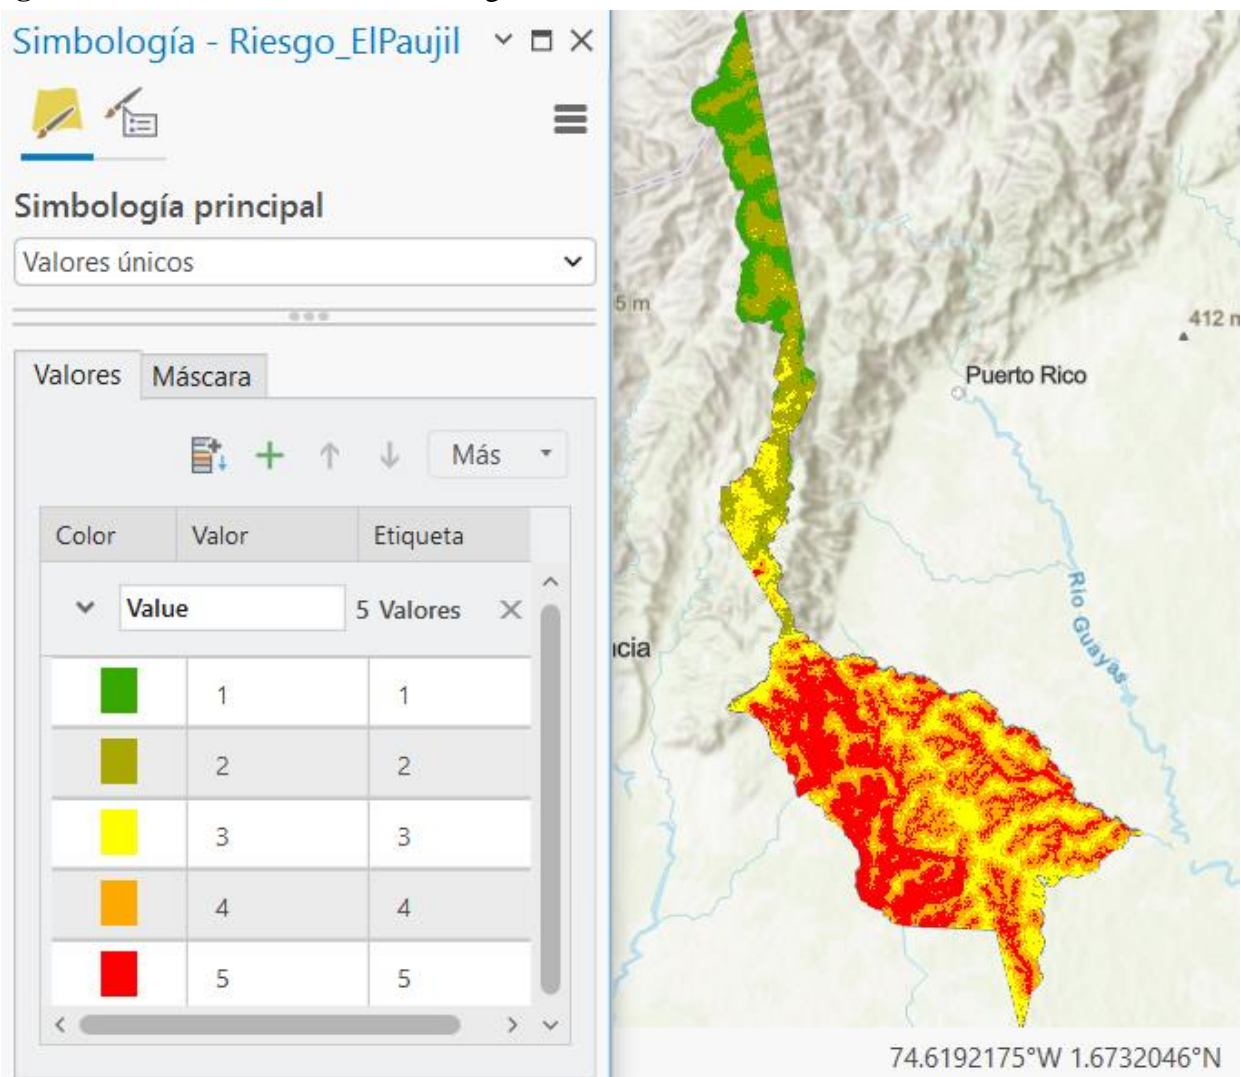 Simbología - Riesgo_ElPaujil
Simbología principal
Valores únicos
Valores Máscara
Más
Color Valor Etiqueta
Value 5 Valores
1 1
2 2
3 3
4 4
5 5
5 m
412 m
Puerto Rico
Río Guayas
ncia
74.6192175°W 1.6732046°N